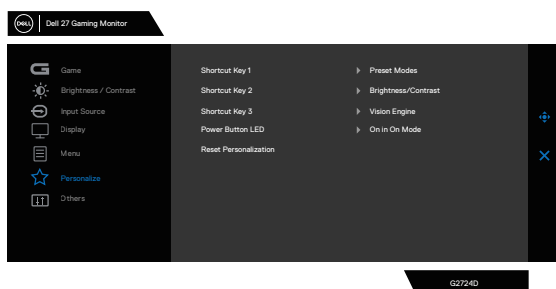 DELL Dell 27 Gaming Monitor
Game
Brightness / Contrast
Input Source
Display
Menu
Personalize
Others
Shortcut Key 1 Preset Modes
Shortcut Key 2 Brightness/Contrast
Shortcut Key 3 Vision Engine
Power Button LED On in On Mode
Reset Personalization
G2724D